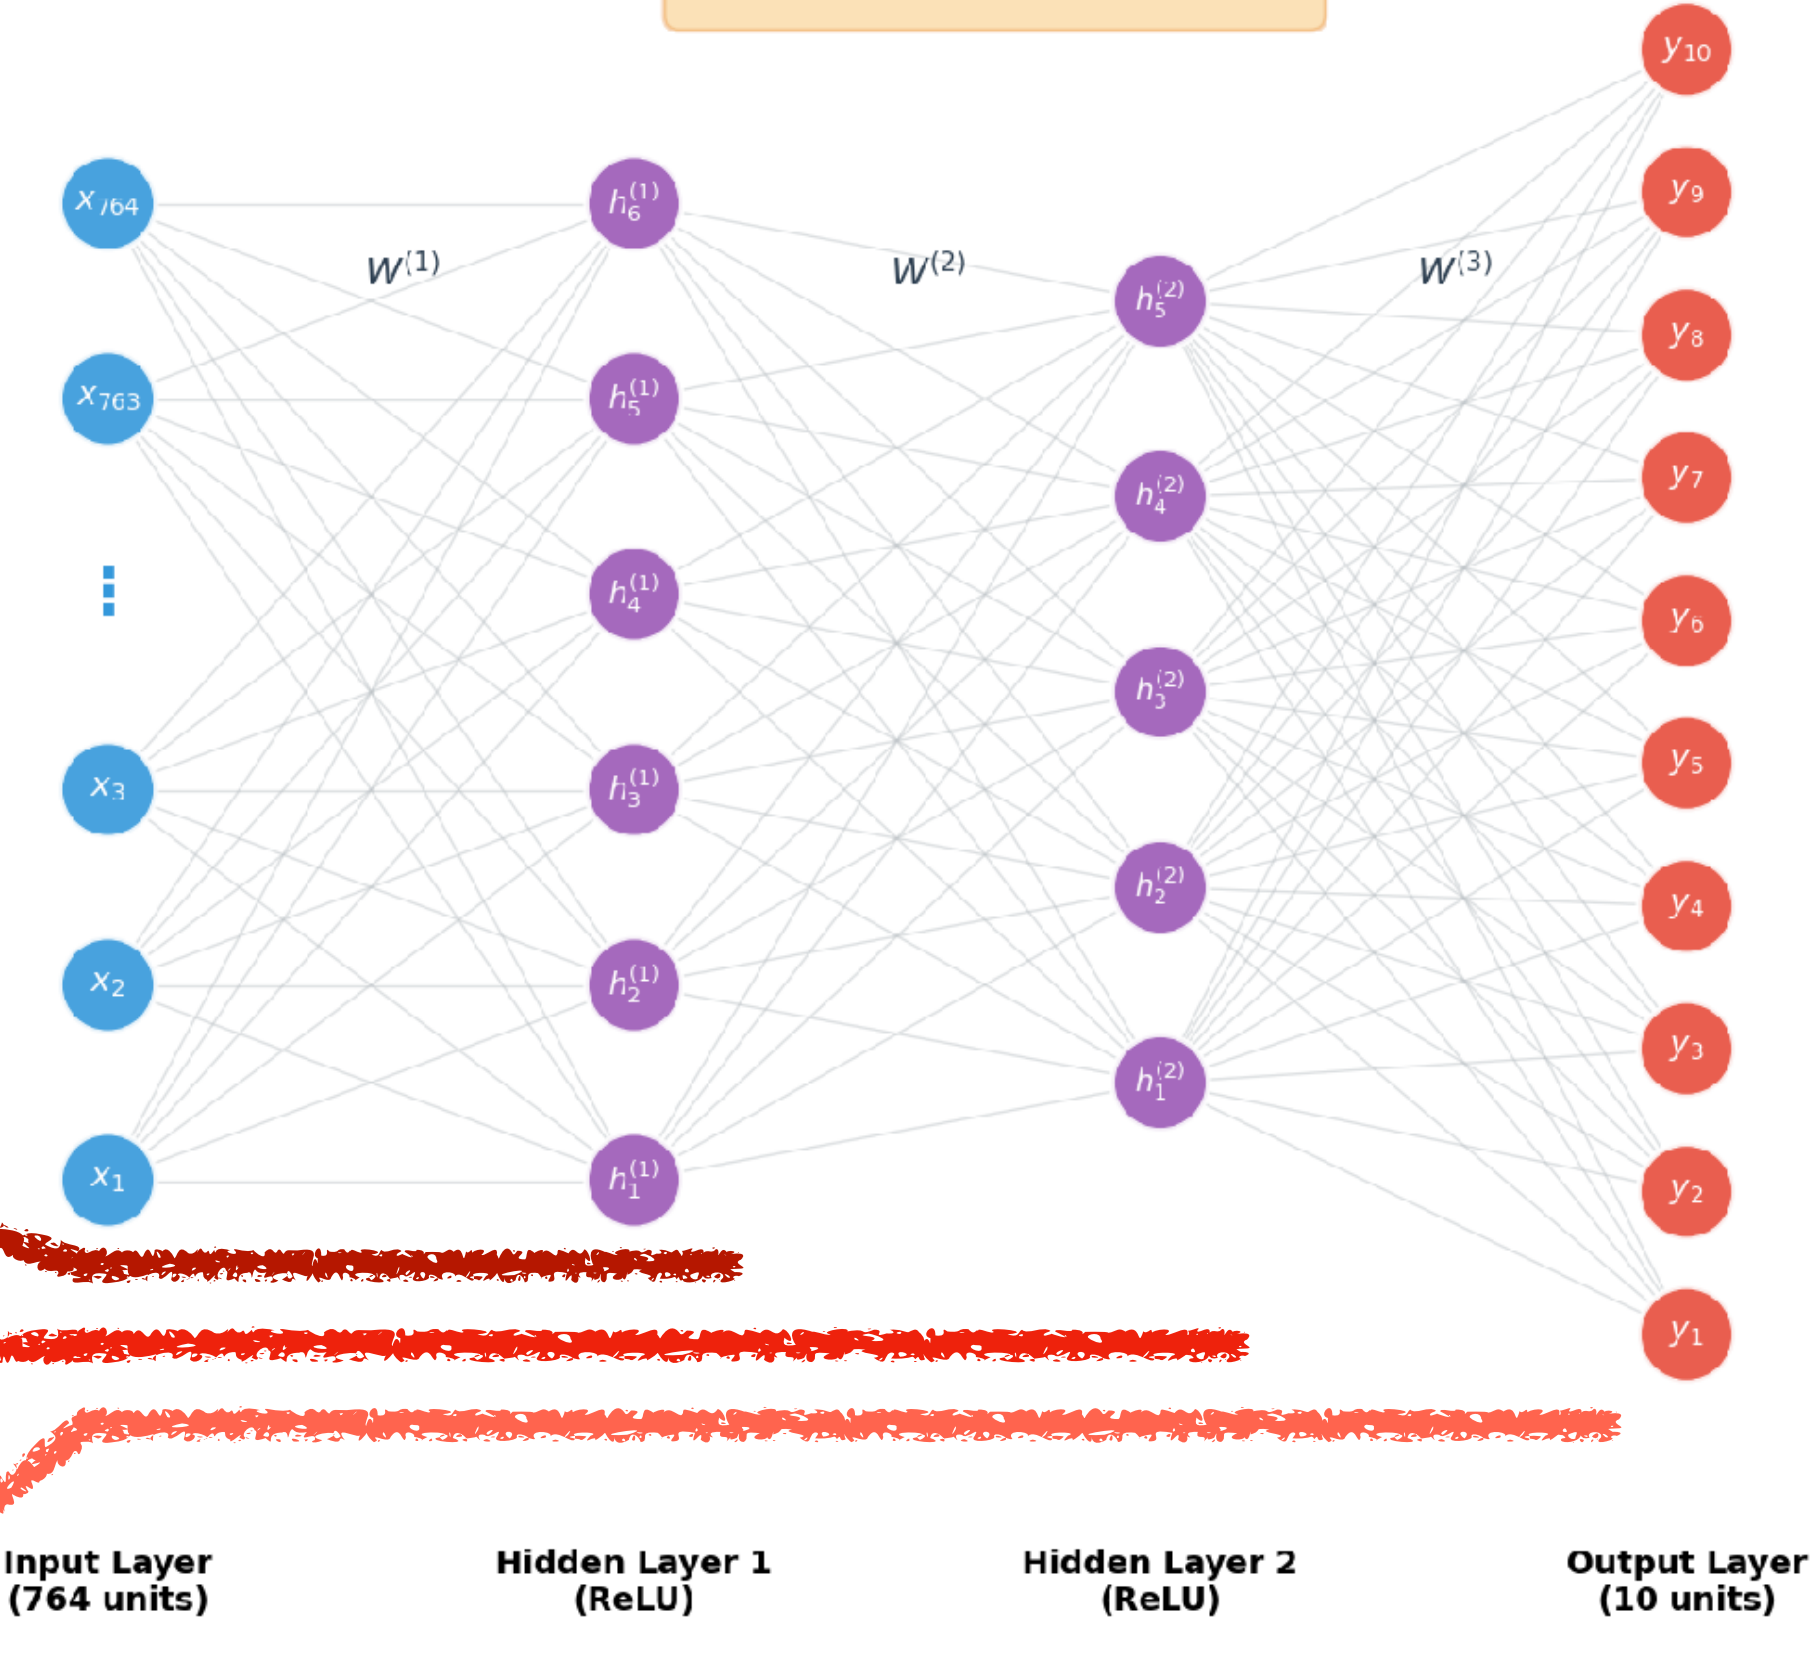 y₁₀
x₇₆₄ h₆⁽¹⁾ y₉
W⁽¹⁾ W⁽²⁾ W⁽³⁾
h₅⁽²⁾
y₈
x₇₆₃ h₅⁽¹⁾
y₇
h₄⁽²⁾
⋮ h₄⁽¹⁾
y₆
h₃⁽²⁾
y₅
x₃ h₃⁽¹⁾
h₂⁽²⁾
y₄
x₂ h₂⁽¹⁾
y₃
h₁⁽²⁾
x₁ h₁⁽¹⁾
y₂
y₁
Input Layer Hidden Layer 1 Hidden Layer 2 Output Layer
(764 units) (ReLU) (ReLU) (10 units)